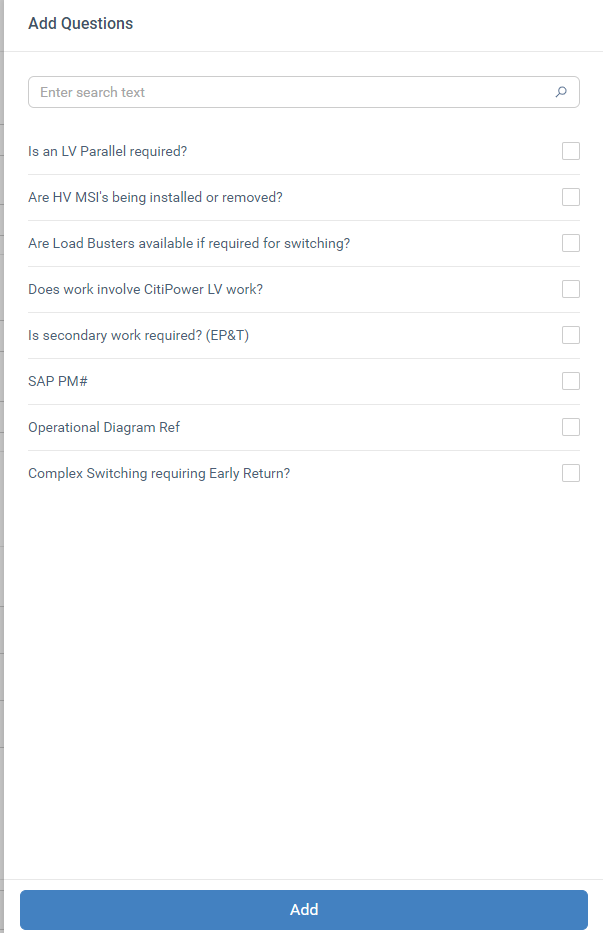 Add Questions
Enter search text
Is an LV Parallel required?
Are HV MSI's being installed or removed?
Are Load Busters available if required for switching?
Does work involve CitiPower LV work?
Is secondary work required? (EP&T)
SAP PM#
Operational Diagram Ref
Complex Switching requiring Early Return?
Add